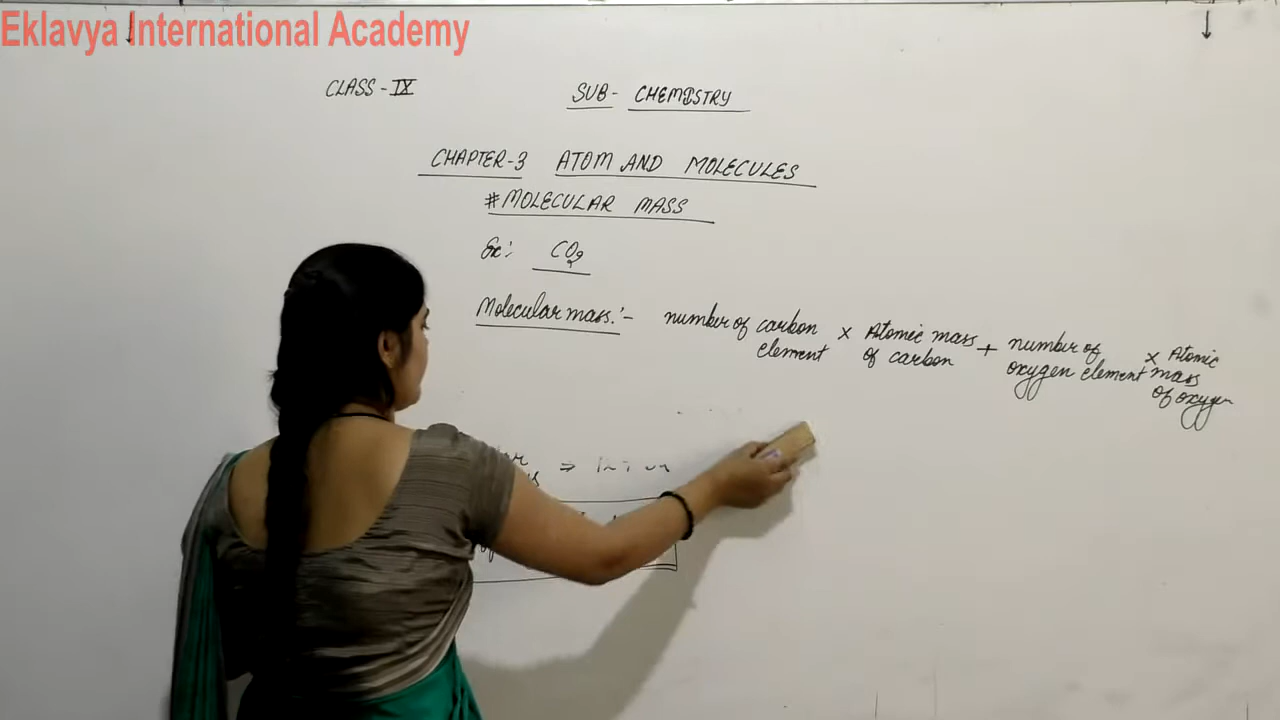 Eklavya International Academy
CLASS - IX
SUB - CHEMISTRY
CHAPTER-3 ATOM AND MOLECULES
# MOLECULAR MASS
Ex:- CO2
Molecular mass:- number of carbon element × Atomic mass of carbon + number of oxygen element × Atomic mass of oxygen